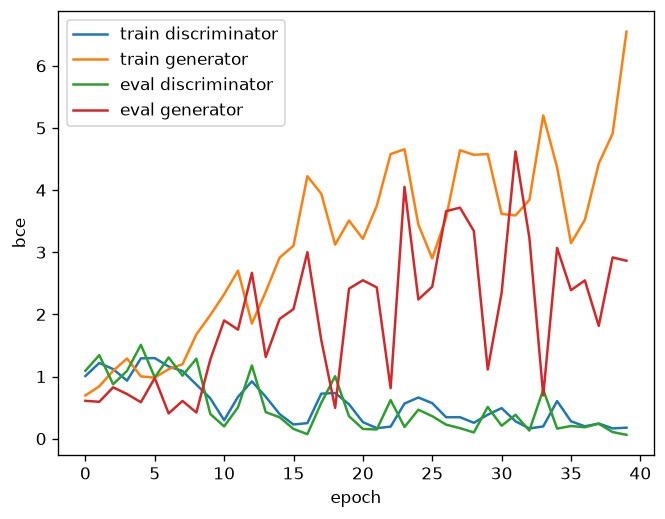 train discriminator
train generator
eval discriminator
eval generator
6
5
4
3
2
1
0
bce
0 5 10 15 20 25 30 35 40
epoch